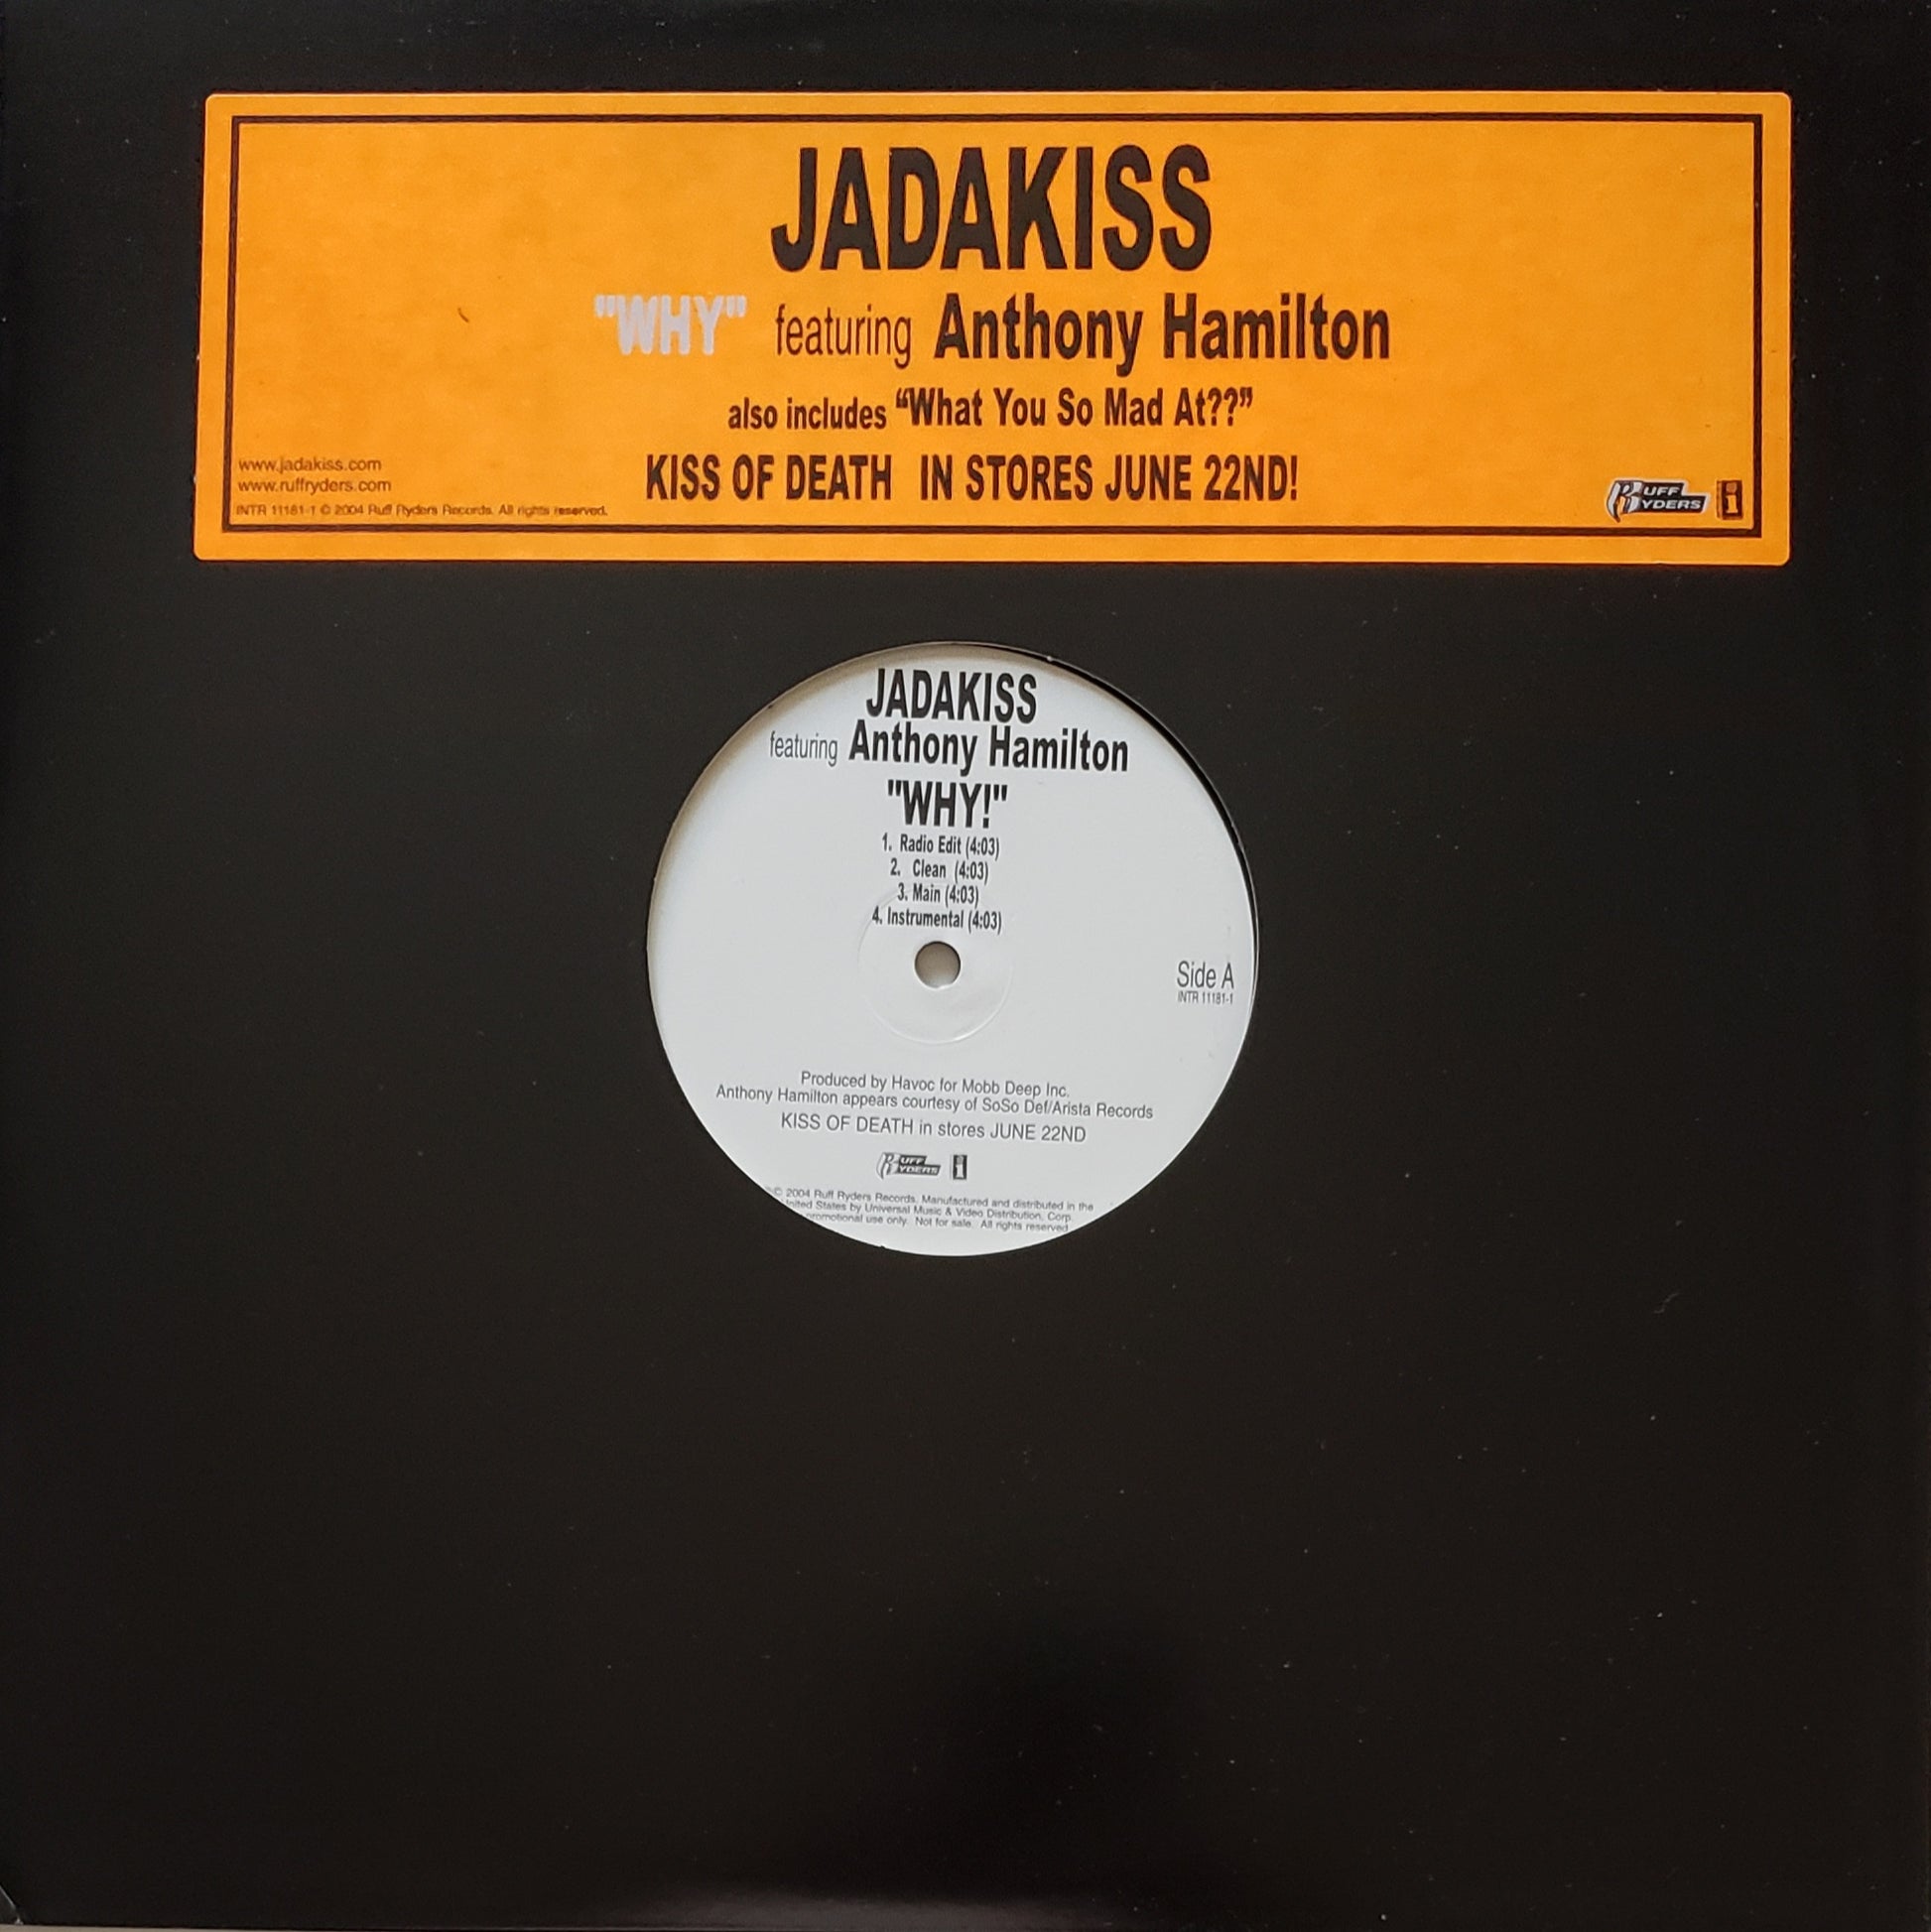 JADAKISS
"WHY" featuring Anthony Hamilton
also includes “What You So Mad At??”
KISS OF DEATH IN STORES JUNE 22ND!
www.jadakiss.com
www.ruffryders.com
INTR 11181-1 © 2004 Ruff Ryders Records. All rights reserved.
RUFF
RYDERS
i
JADAKISS
featuring Anthony Hamilton
"WHY!"
1. Radio Edit (4:03)
2. Clean (4:03)
3. Main (4:03)
4. Instrumental (4:03)
Side A
INTR 11181-1
Produced by Havoc for Mobb Deep Inc.
Anthony Hamilton appears courtesy of SoSo Def/Arista Records
KISS OF DEATH in stores JUNE 22ND
RUFF
RYDERS
i
© 2004 Ruff Ryders Records. Manufactured and distributed in the
United States by Universal Music & Video Distribution, Corp.
promotional use only. Not for sale. All rights reserved